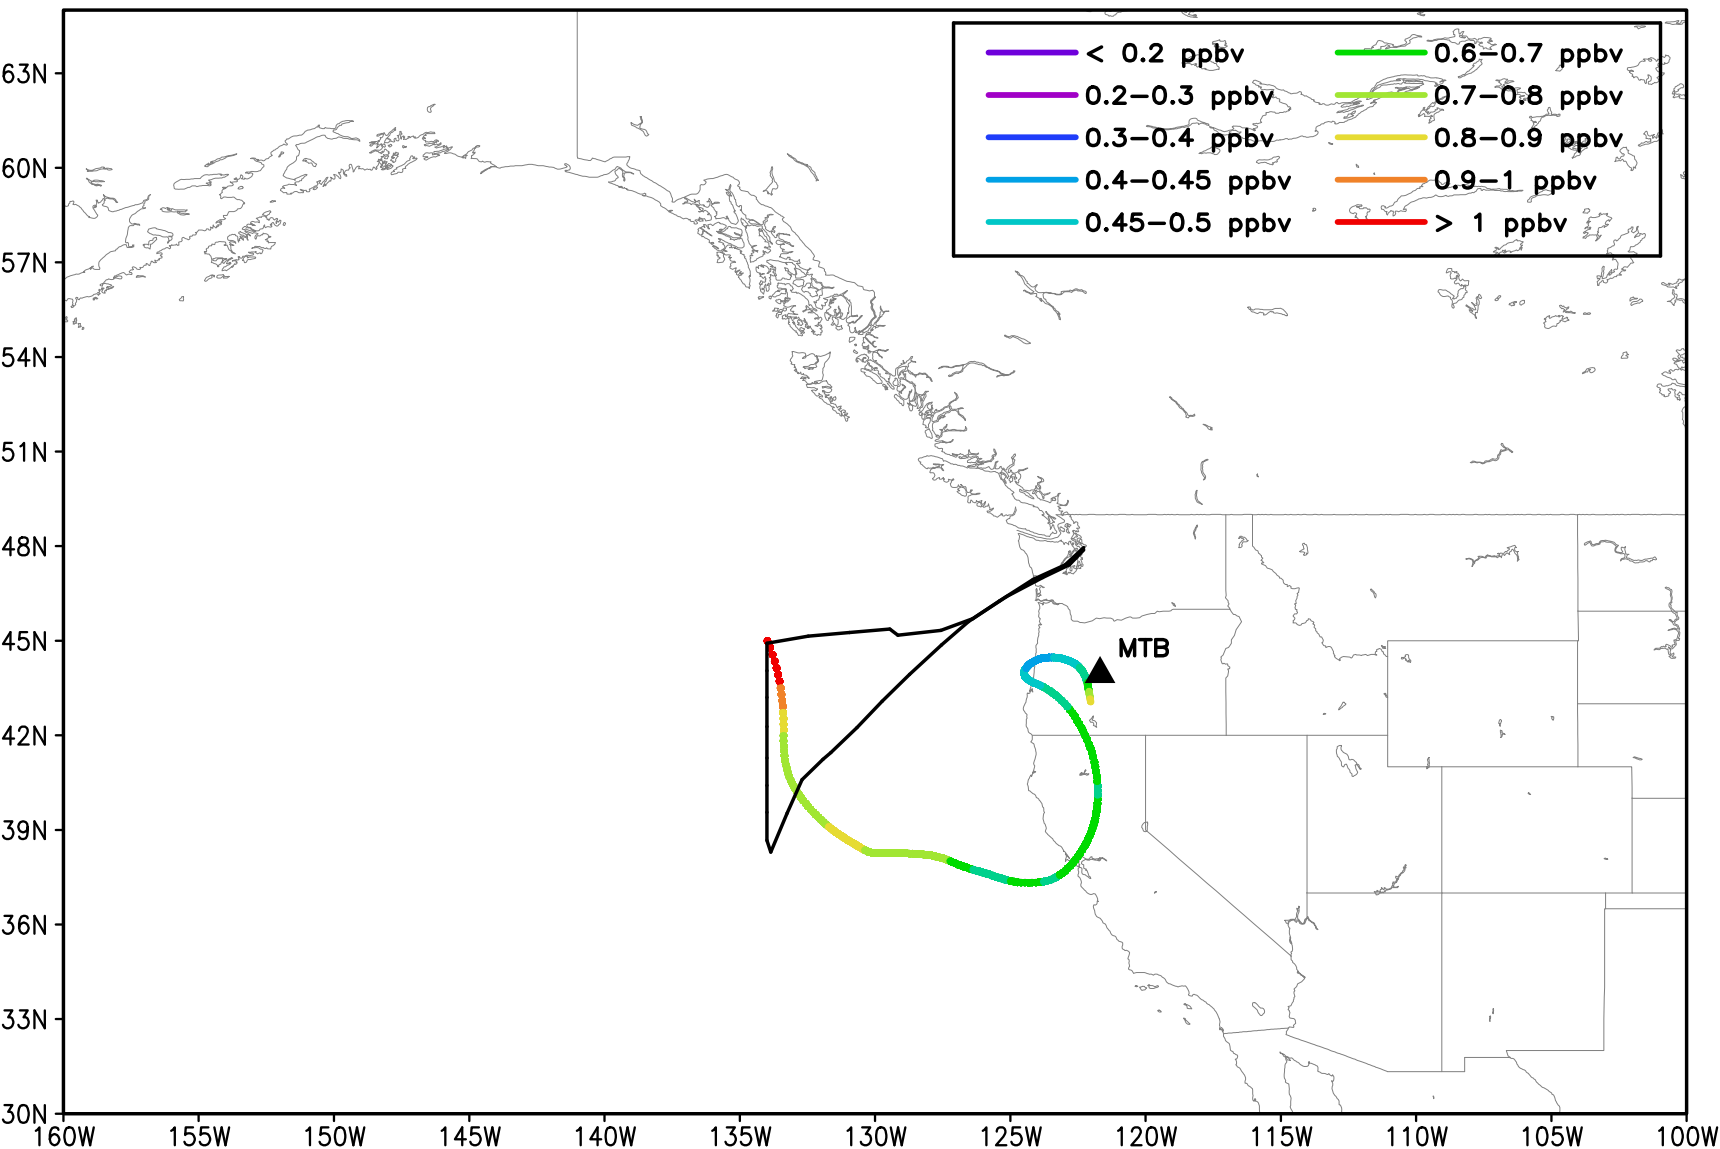 63N
60N
57N
54N
51N
48N
45N
42N
39N
36N
33N
30N
160W 155W 150W 145W 140W 135W 130W 125W 120W 115W 110W 105W 100W
< 0.2 ppbv
0.2-0.3 ppbv
0.3-0.4 ppbv
0.4-0.45 ppbv
0.45-0.5 ppbv
0.6-0.7 ppbv
0.7-0.8 ppbv
0.8-0.9 ppbv
0.9-1 ppbv
> 1 ppbv
MTB